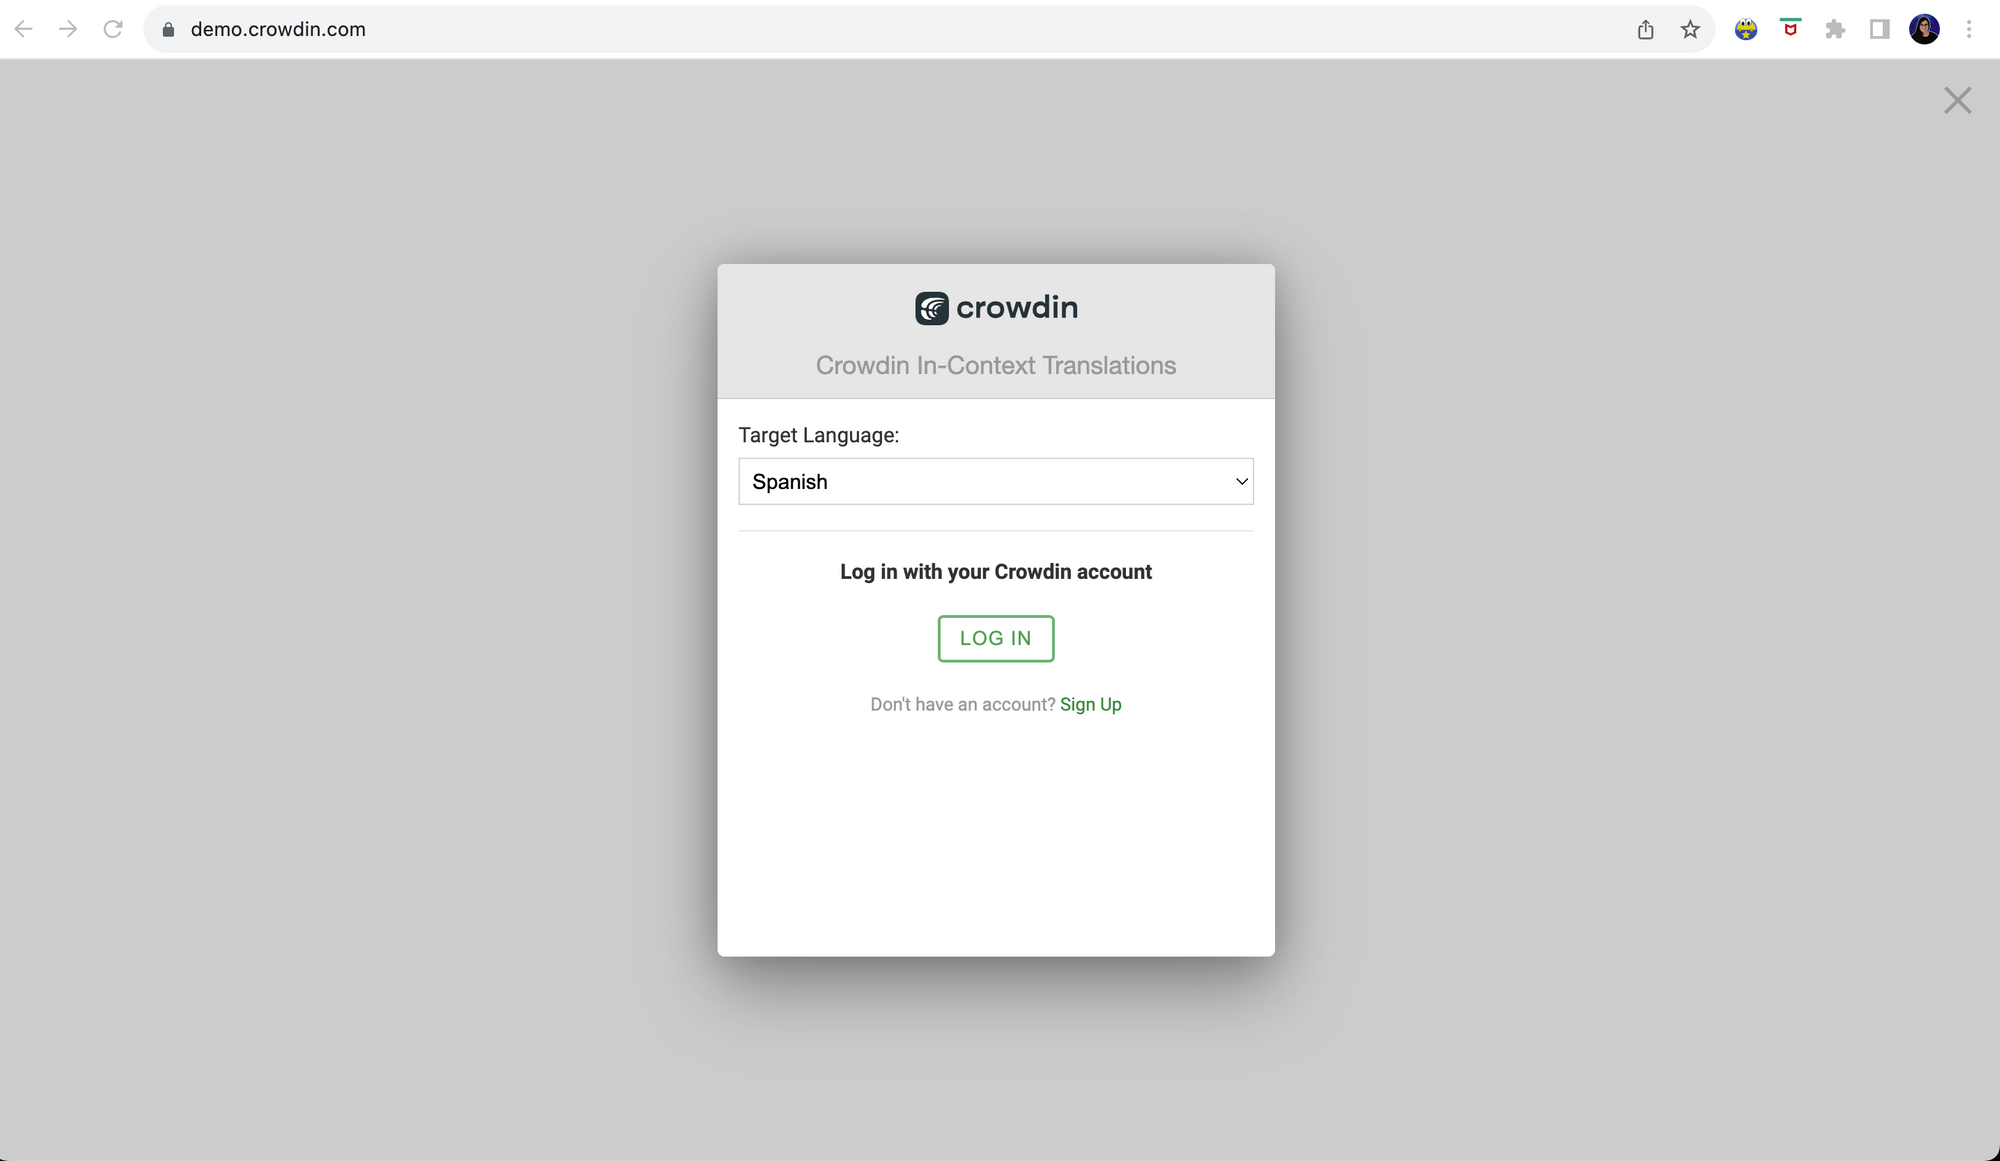 demo.crowdin.com
crowdin
Crowdin In-Context Translations
Target Language:
Spanish
Log in with your Crowdin account
LOG IN
Don't have an account? Sign Up